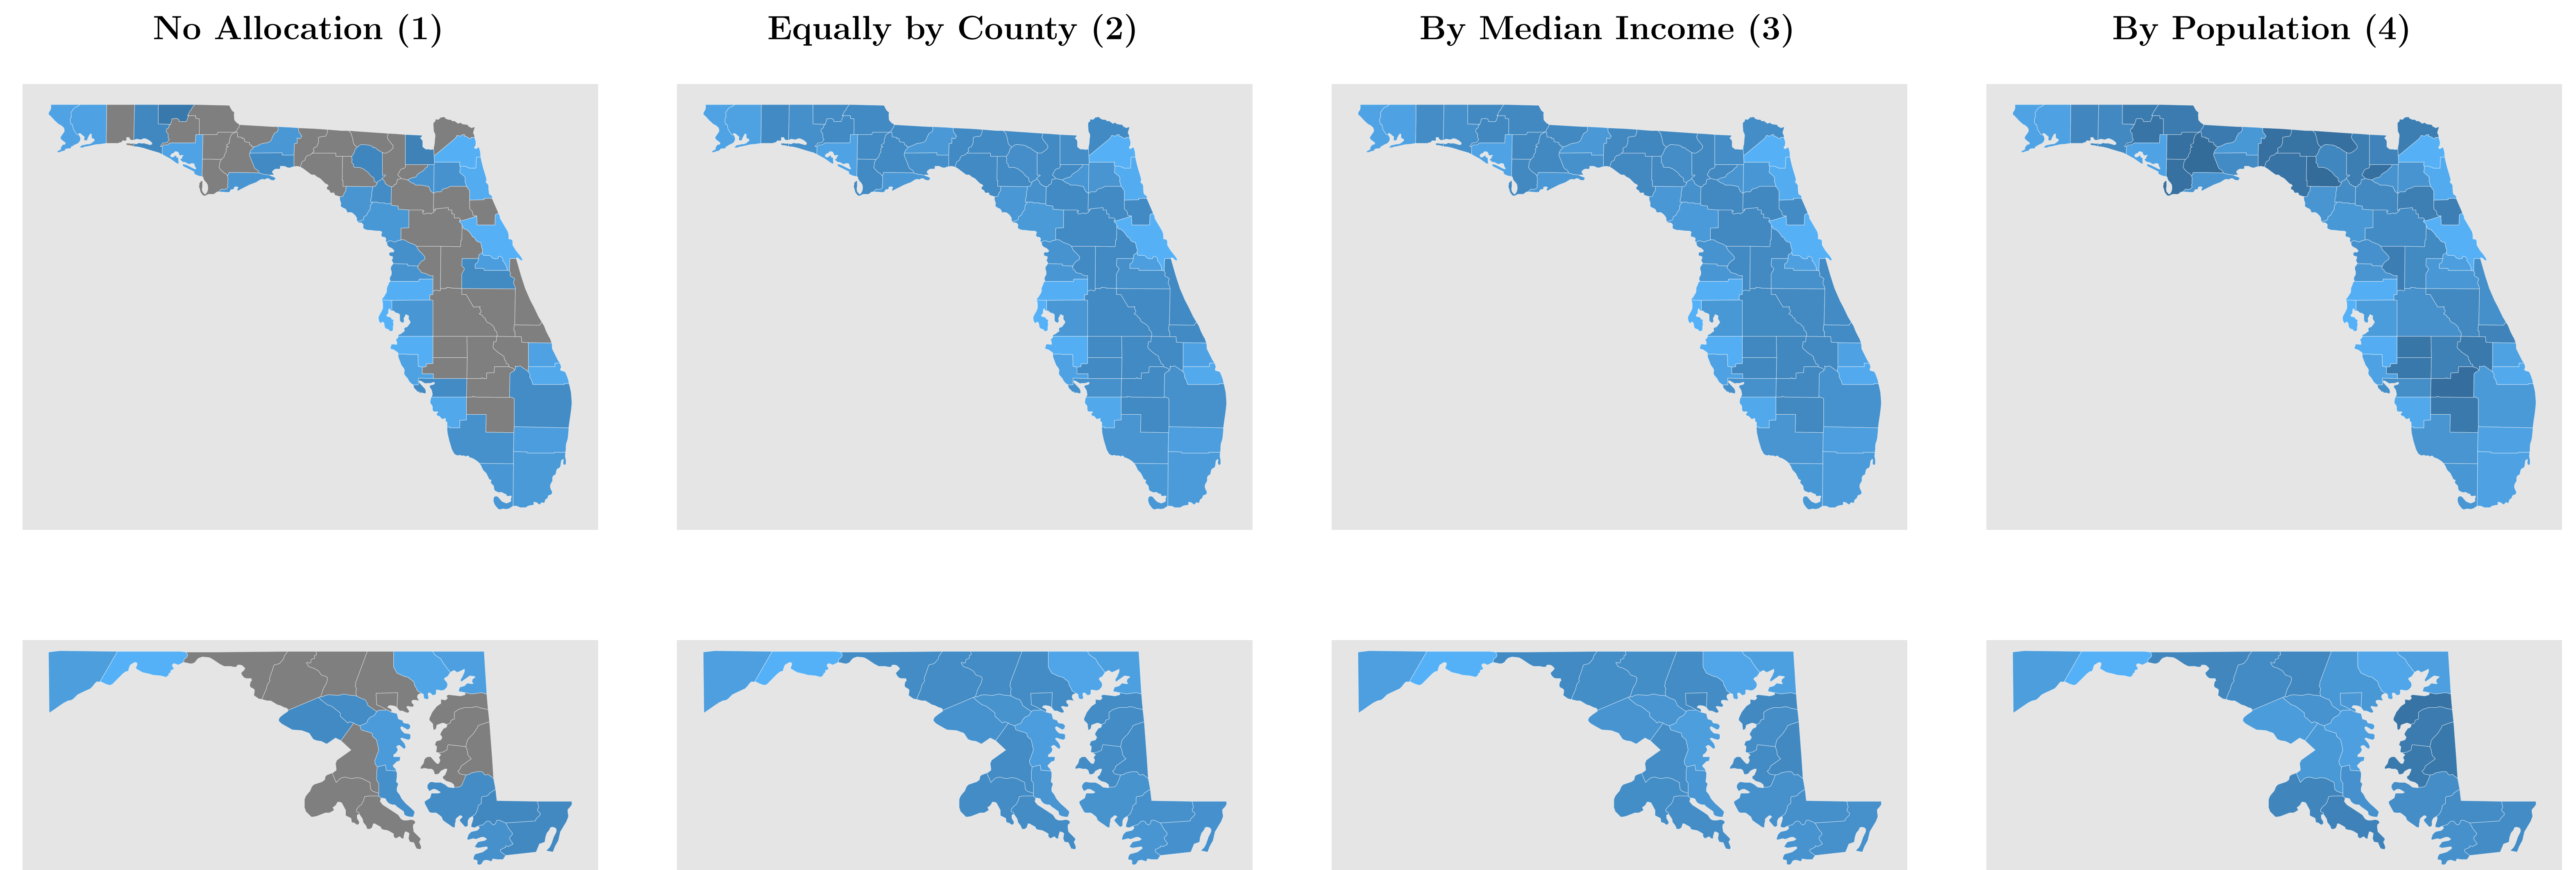 No Allocation (1)
Equally by County (2)
By Median Income (3)
By Population (4)